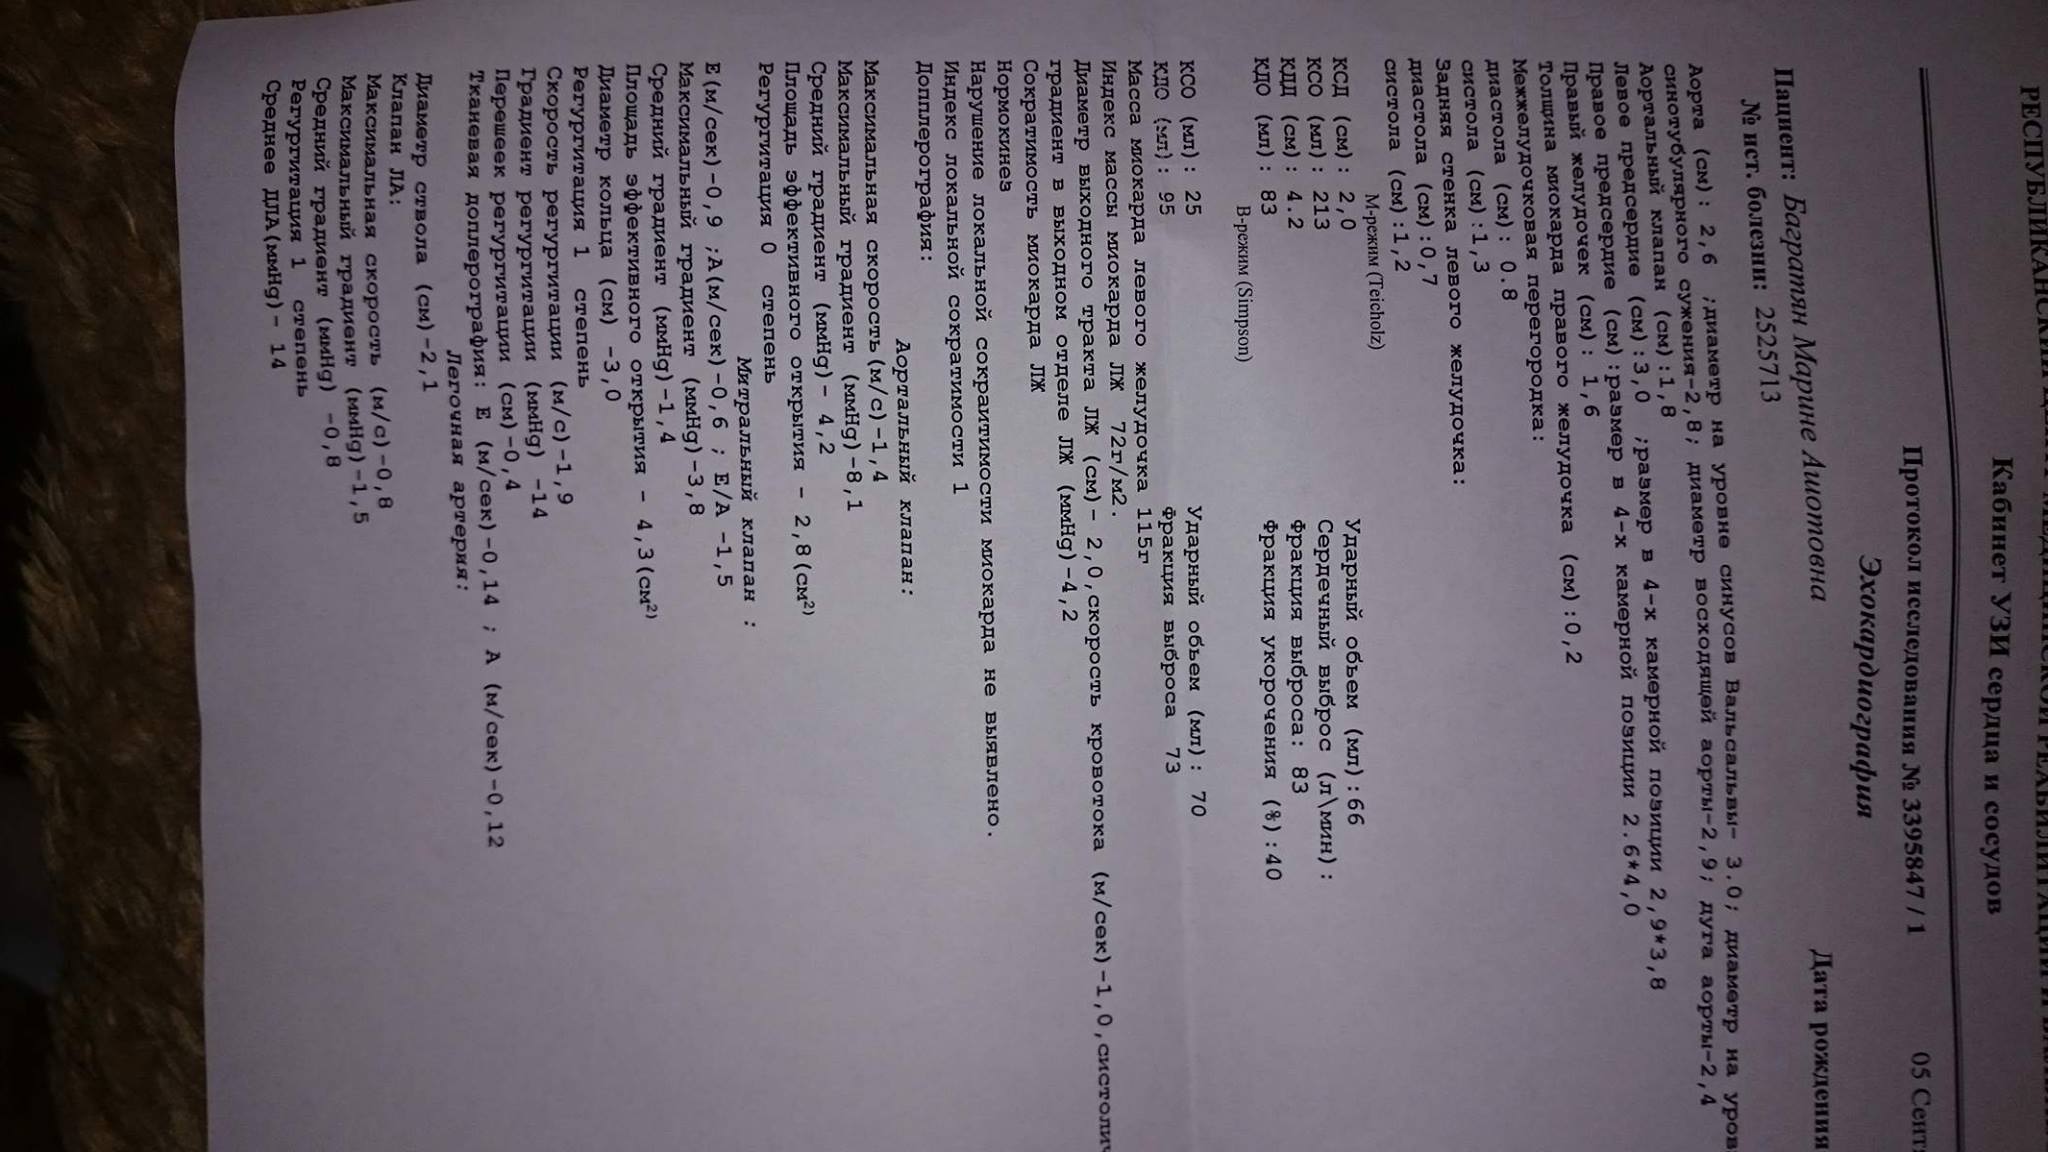 РЕСПУБЛИКАНСКИЙ ЦЕНТР МЕДИЦИНСКОЙ РЕАБИЛИТАЦИИ И
Кабинет УЗИ сердца и сосудов
Протокол исследования № 3395847 / 1 05 Сент
Эхокардиография
Пациент: Багратян Марине Ашотовна Дата рождения
№ ист. болезни: 2525713
Аорта (см): 2,6 ;диаметр на уровне синусов Вальсальвы- 3.0; диаметр на уров
синотубулярного сужения-2,8; диаметр восходящей аорты-2,9; дуга аорты-2,4
Аортальный клапан (см):1,8
Левое предсердие (см):3,0 ;размер в 4-х камерной позиции 2,9*3,8
Правое предсердие (см):размер в 4-х камерной позиции 2.6*4,0
Правый желудочек (см): 1,6
Толщина миокарда правого желудочка (см):0,2
Межжелудочковая перегородка:
диастола (см): 0.8
систола (см):1,3
Задняя стенка левого желудочка:
диастола (см):0,7
систола (см):1,2
М-режим (Teicholz)
КСД (см): 2,0 Ударный объем (мл):66
КСО (мл): 213 Сердечный выброс (л\мин):
КДД (см): 4.2 Фракция выброса: 83
КДО (мл): 83 Фракция укорочения (%):40
В-режим (Simpson)
КСО (мл): 25 Ударный объем (мл): 70
КДО (мл): 95 Фракция выброса 73
Масса миокарда левого желудочка 115г
Индекс массы миокарда ЛЖ 72г/м2.
Диаметр выходного тракта ЛЖ (см)- 2,0,скорость кровотока (м/сек)-1,0,систолич
градиент в выходном отделе ЛЖ (ммHg)-4,2
Сократимость миокарда ЛЖ
Нормокинез
Нарушение локальной сократимости миокарда не выявлено.
Индекс локальной сократимости 1
Допплерография:
Аортальный клапан:
Максимальная скорость(м/с)-1,4
Максимальный градиент (ммHg)-8,1
Средний градиент (ммHg)- 4,2
Площадь эффективного открытия - 2,8(см2)
Регургитация 0 степень
Митральный клапан :
Е(м/сек)-0,9 ;А(м/сек)-0,6 ; Е/А -1,5
Максимальный градиент (ммHg)-3,8
Средний градиент (ммHg)-1,4
Площадь эффективного открытия - 4,3(см2)
Диаметр кольца (см) -3,0
Регургитация 1 степень
Скорость регургитации (м/с)-1,9
Градиент регургитации (ммHg) -14
Перешеек регургитации (см)-0,4
Тканевая доплерография: Е (м/сек)-0,14 ; А (м/сек)-0,12
Легочная артерия:
Диаметр ствола (см)-2,1
Клапан ЛА:
Максимальная скорость (м/с)-0,8
Максимальный градиент (ммHg)-1,5
Средний градиент (ммHg) -0,8
Регургитация 1 степень
Среднее ДЛА(ммHg)- 14